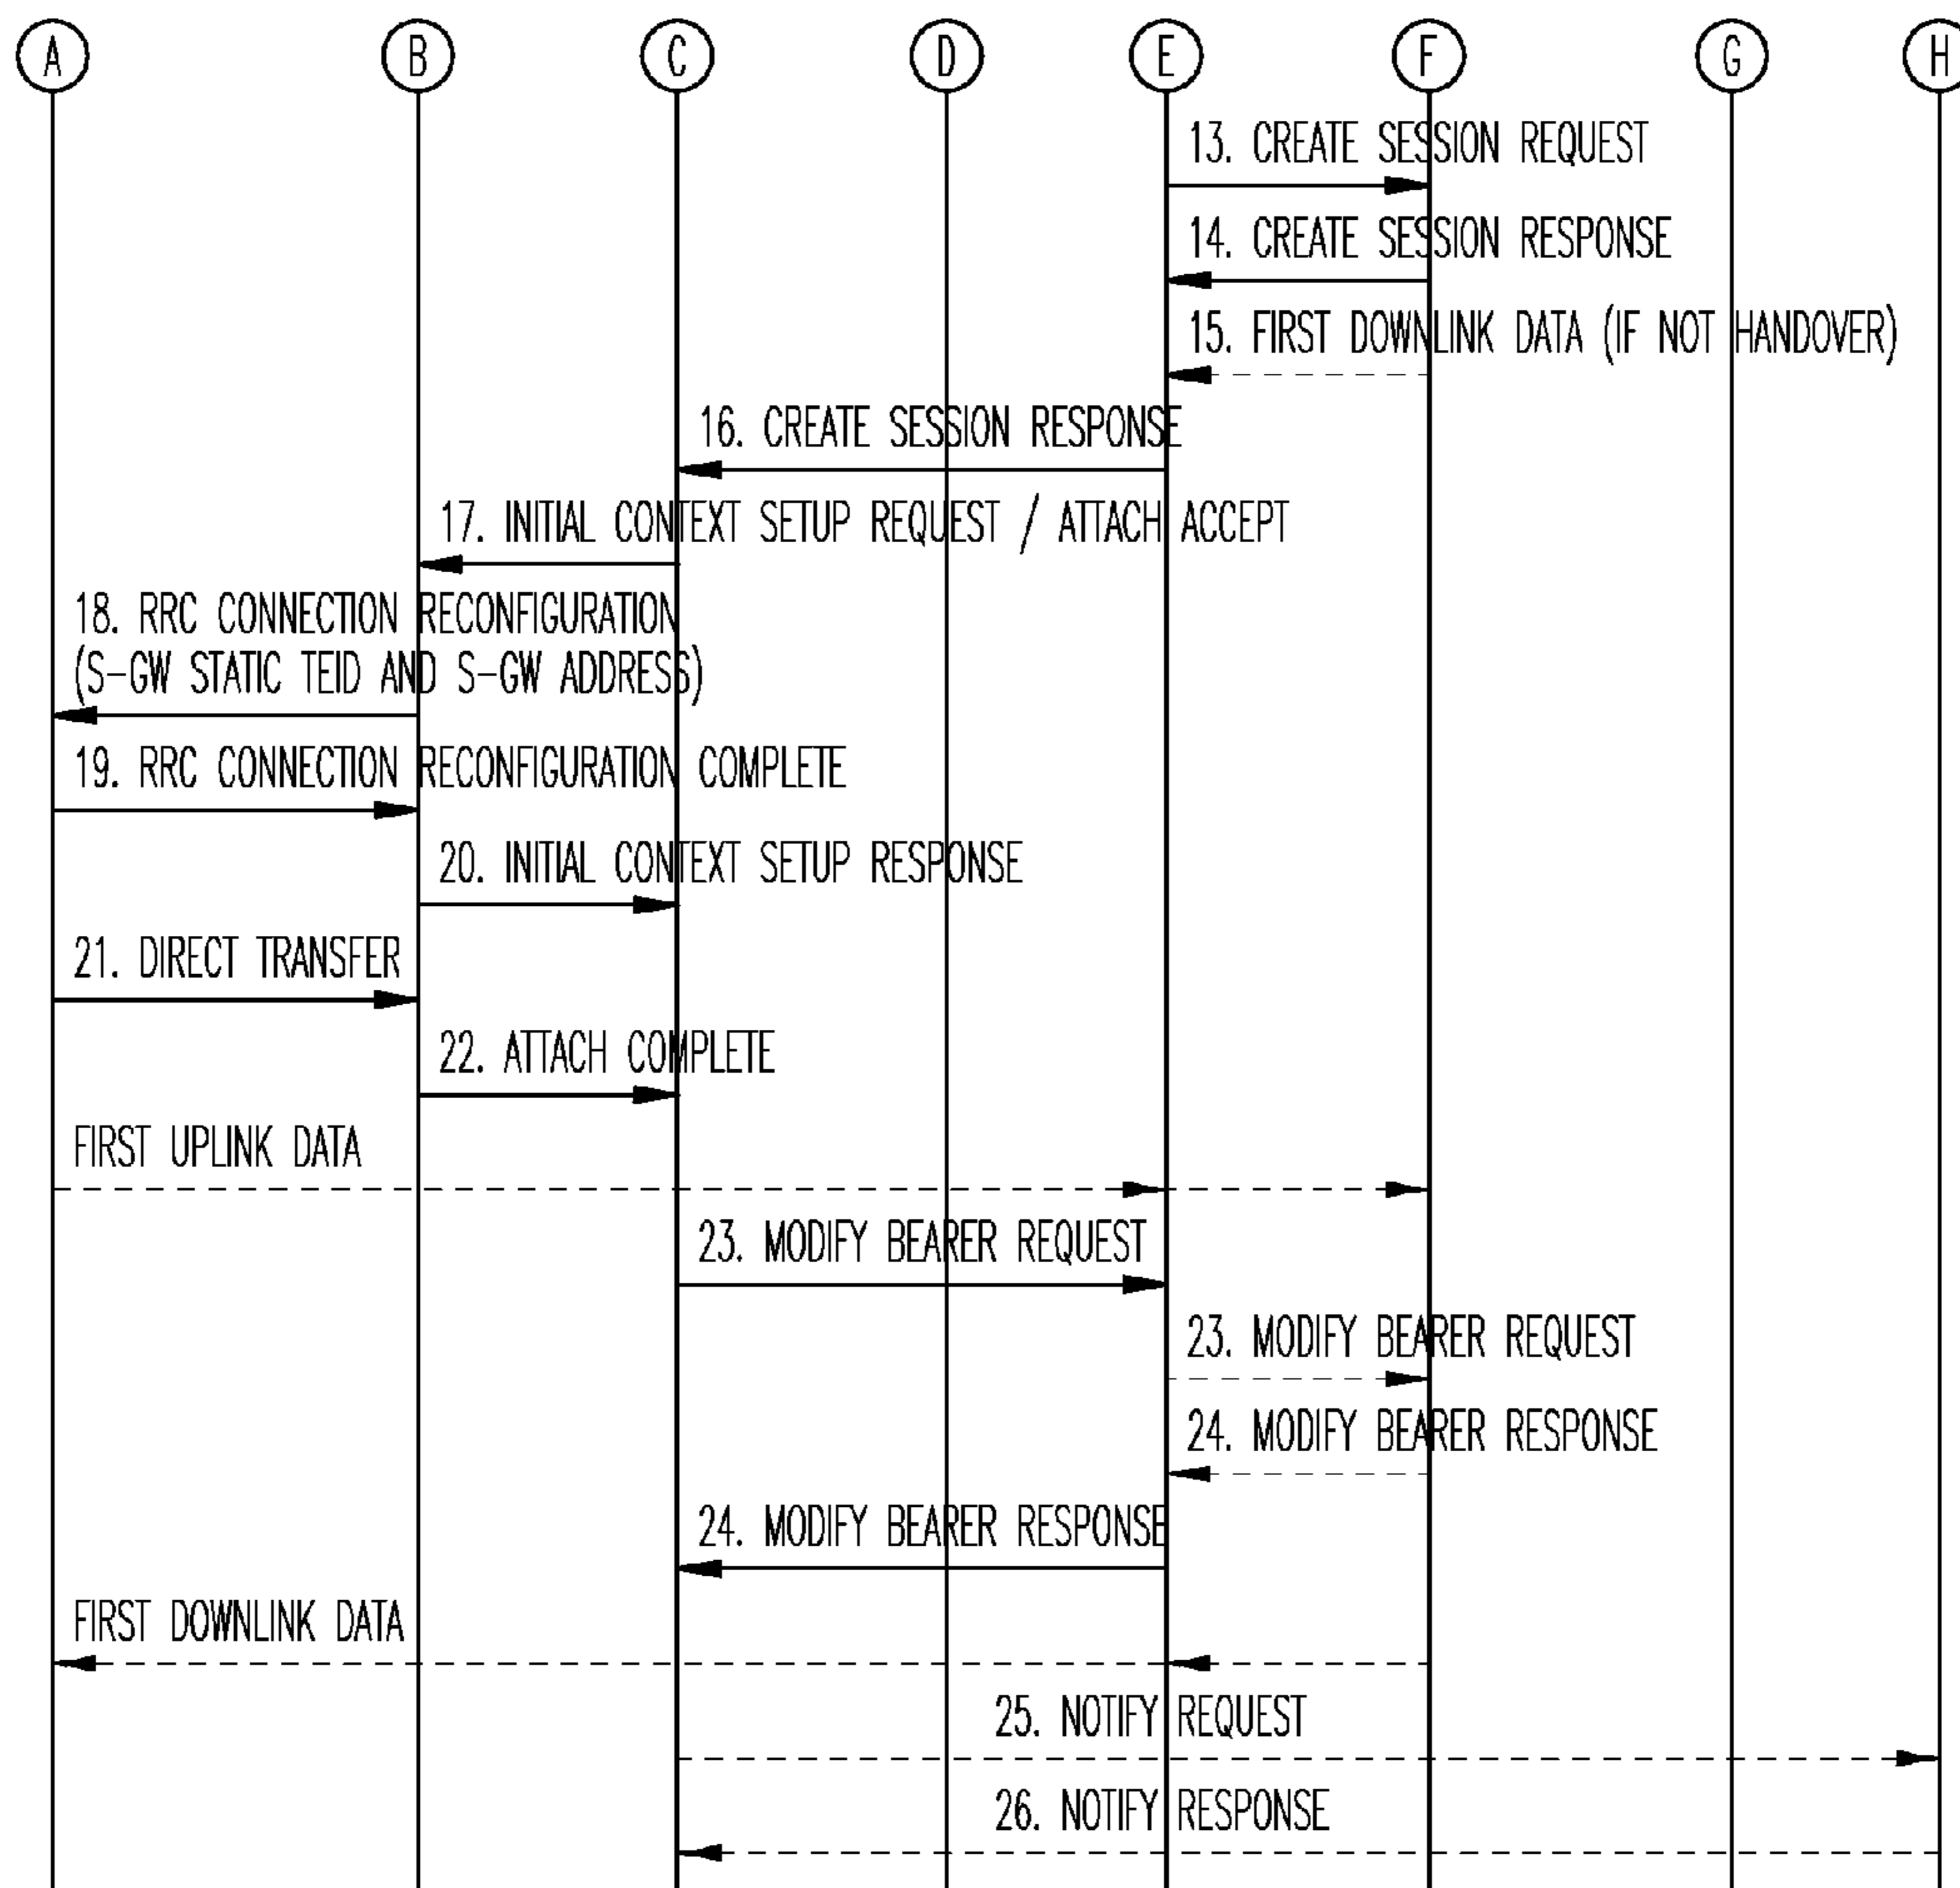 A B C D E F G H
13. CREATE SESSION REQUEST
14. CREATE SESSION RESPONSE
15. FIRST DOWNLINK DATA (IF NOT HANDOVER)
16. CREATE SESSION RESPONSE
17. INITIAL CONTEXT SETUP REQUEST / ATTACH ACCEPT
18. RRC CONNECTION RECONFIGURATION
(S-GW STATIC TEID AND S-GW ADDRESS)
19. RRC CONNECTION RECONFIGURATION COMPLETE
20. INITIAL CONTEXT SETUP RESPONSE
21. DIRECT TRANSFER
22. ATTACH COMPLETE
FIRST UPLINK DATA
23. MODIFY BEARER REQUEST
23. MODIFY BEARER REQUEST
24. MODIFY BEARER RESPONSE
24. MODIFY BEARER RESPONSE
FIRST DOWNLINK DATA
25. NOTIFY REQUEST
26. NOTIFY RESPONSE